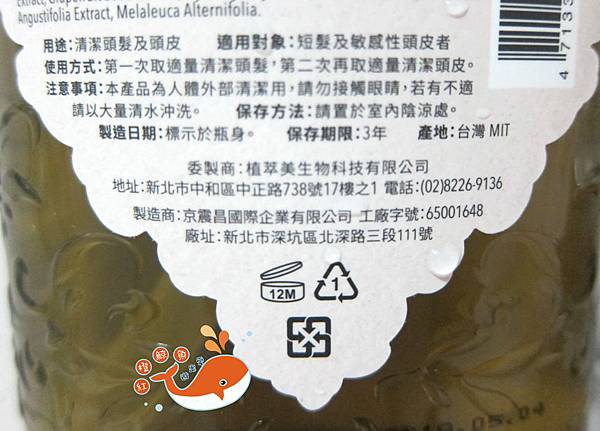 Angustifolia Extract, Melaleuca Alternifolia.
用途:清潔頭髮及頭皮 適用對象:短髮及敏感性頭皮者
使用方式:第一次取適量清潔頭髮,第二次再取適量清潔頭皮。
注意事項:本產品為人體外部清潔用,請勿接觸眼睛,若有不適
請以大量清水沖洗。 保存方法:請置於室內陰涼處。
製造日期:標示於瓶身。 保存期限:3年 產地:台灣 MIT
委製商:植萃美生物科技有限公司
地址:新北市中和區中正路738號17樓之1 電話:(02)8226-9136
製造商:京震昌國際企業有限公司 工廠字號:65001648
廠址:新北市深坑區北深路三段111號
12M
1
紅橙鯨魚